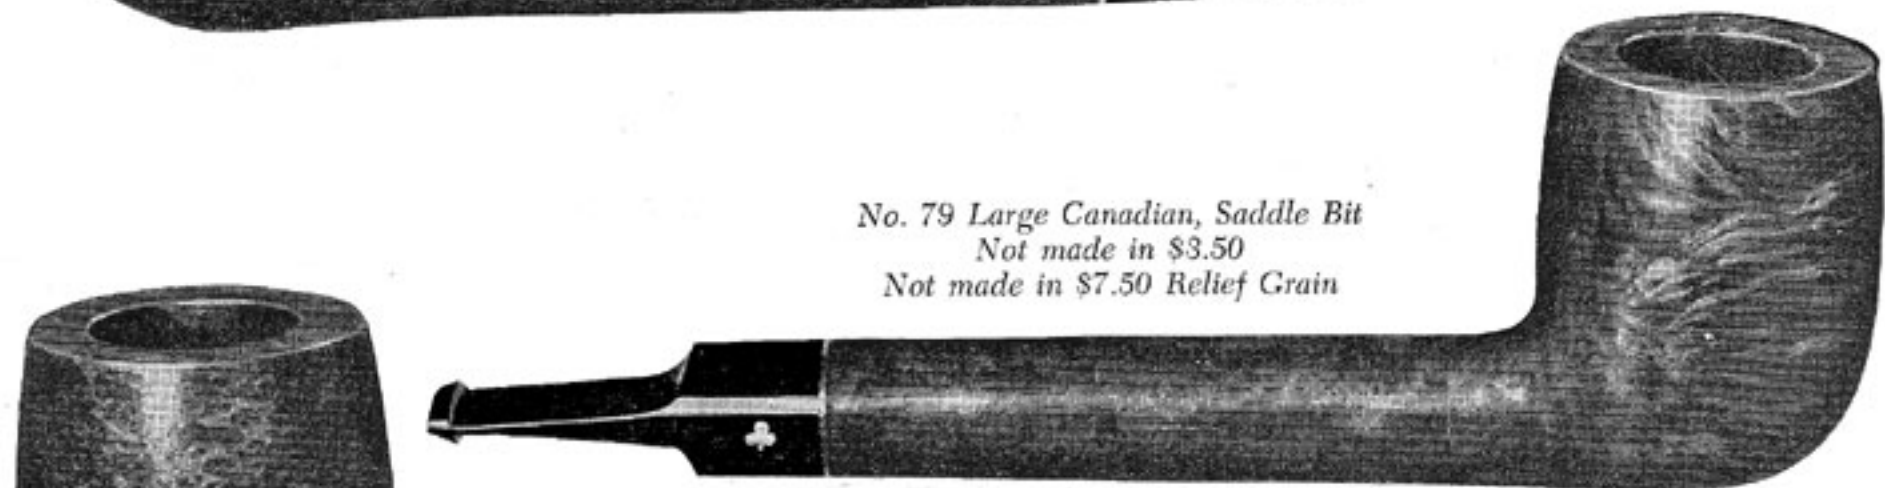 No. 79 Large Canadian, Saddle Bit
Not made in $3.50
Not made in $7.50 Relief Grain